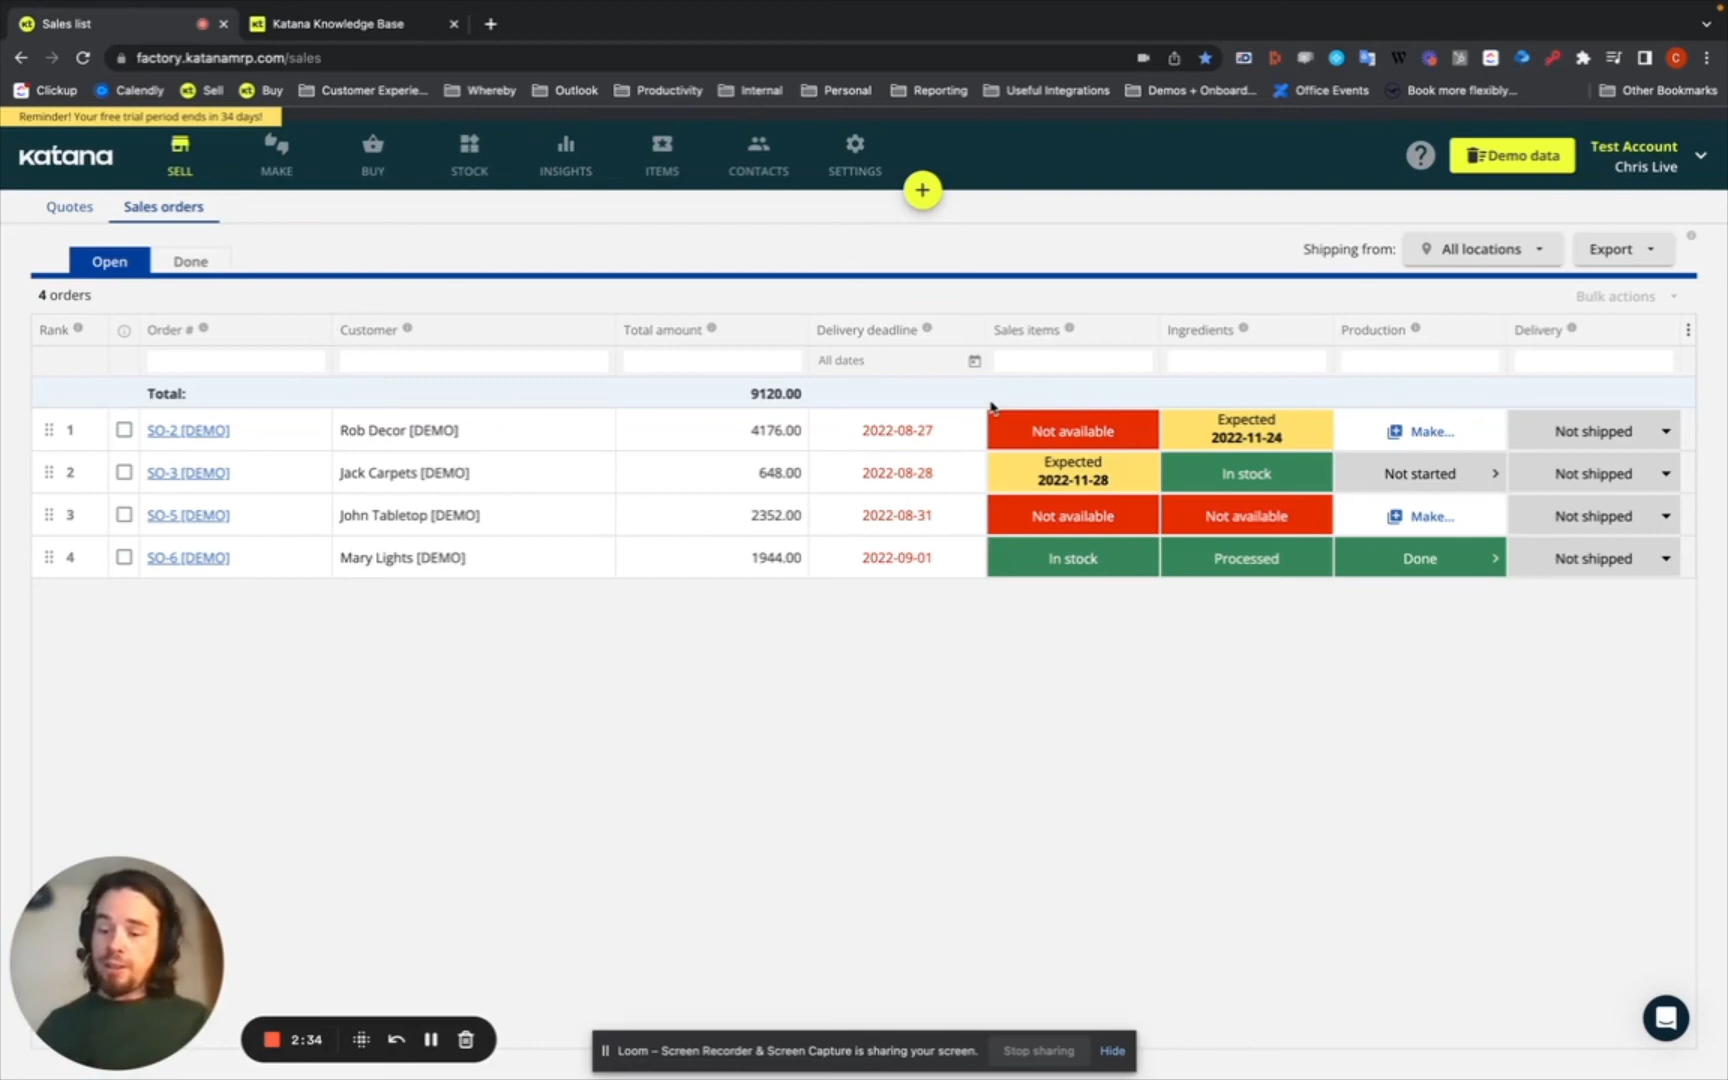 Sales list
Katana Knowledge Base
factory.katanamrp.com/sales
Clickup
Calendly
Sell
Buy
Customer Experie...
Whereby
Outlook
Productivity
Internal
Personal
Reporting
Useful Integrations
Demos + Onboard...
Office Events
Book more flexibly...
Other Bookmarks
Reminder! Your free trial period ends in 34 days!
katana
SELL
MAKE
BUY
STOCK
INSIGHTS
ITEMS
CONTACTS
SETTINGS
Demo data
Test Account
Chris Live
Quotes
Sales orders
Open
Done
Shipping from:
All locations
Export
4 orders
Bulk actions
Rank Order # Customer Total amount Delivery deadline Sales items Ingredients Production Delivery
All dates
Total: 9120.00
1 SO-2 [DEMO] Rob Decor [DEMO] 4176.00 2022-08-27 Not available Expected 2022-11-24 Make... Not shipped
2 SO-3 [DEMO] Jack Carpets [DEMO] 648.00 2022-08-28 Expected 2022-11-28 In stock Not started Not shipped
3 SO-5 [DEMO] John Tabletop [DEMO] 2352.00 2022-08-31 Not available Not available Make... Not shipped
4 SO-6 [DEMO] Mary Lights [DEMO] 1944.00 2022-09-01 In stock Processed Done Not shipped
2:34
Loom – Screen Recorder & Screen Capture is sharing your screen.
Stop sharing
Hide